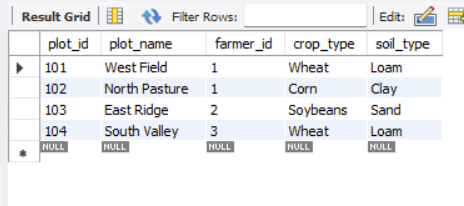 Result Grid Filter Rows: Edit:
plot_id plot_name farmer_id crop_type soil_type
101 West Field 1 Wheat Loam
102 North Pasture 1 Corn Clay
103 East Ridge 2 Soybeans Sand
104 South Valley 3 Wheat Loam
NULL NULL NULL NULL NULL